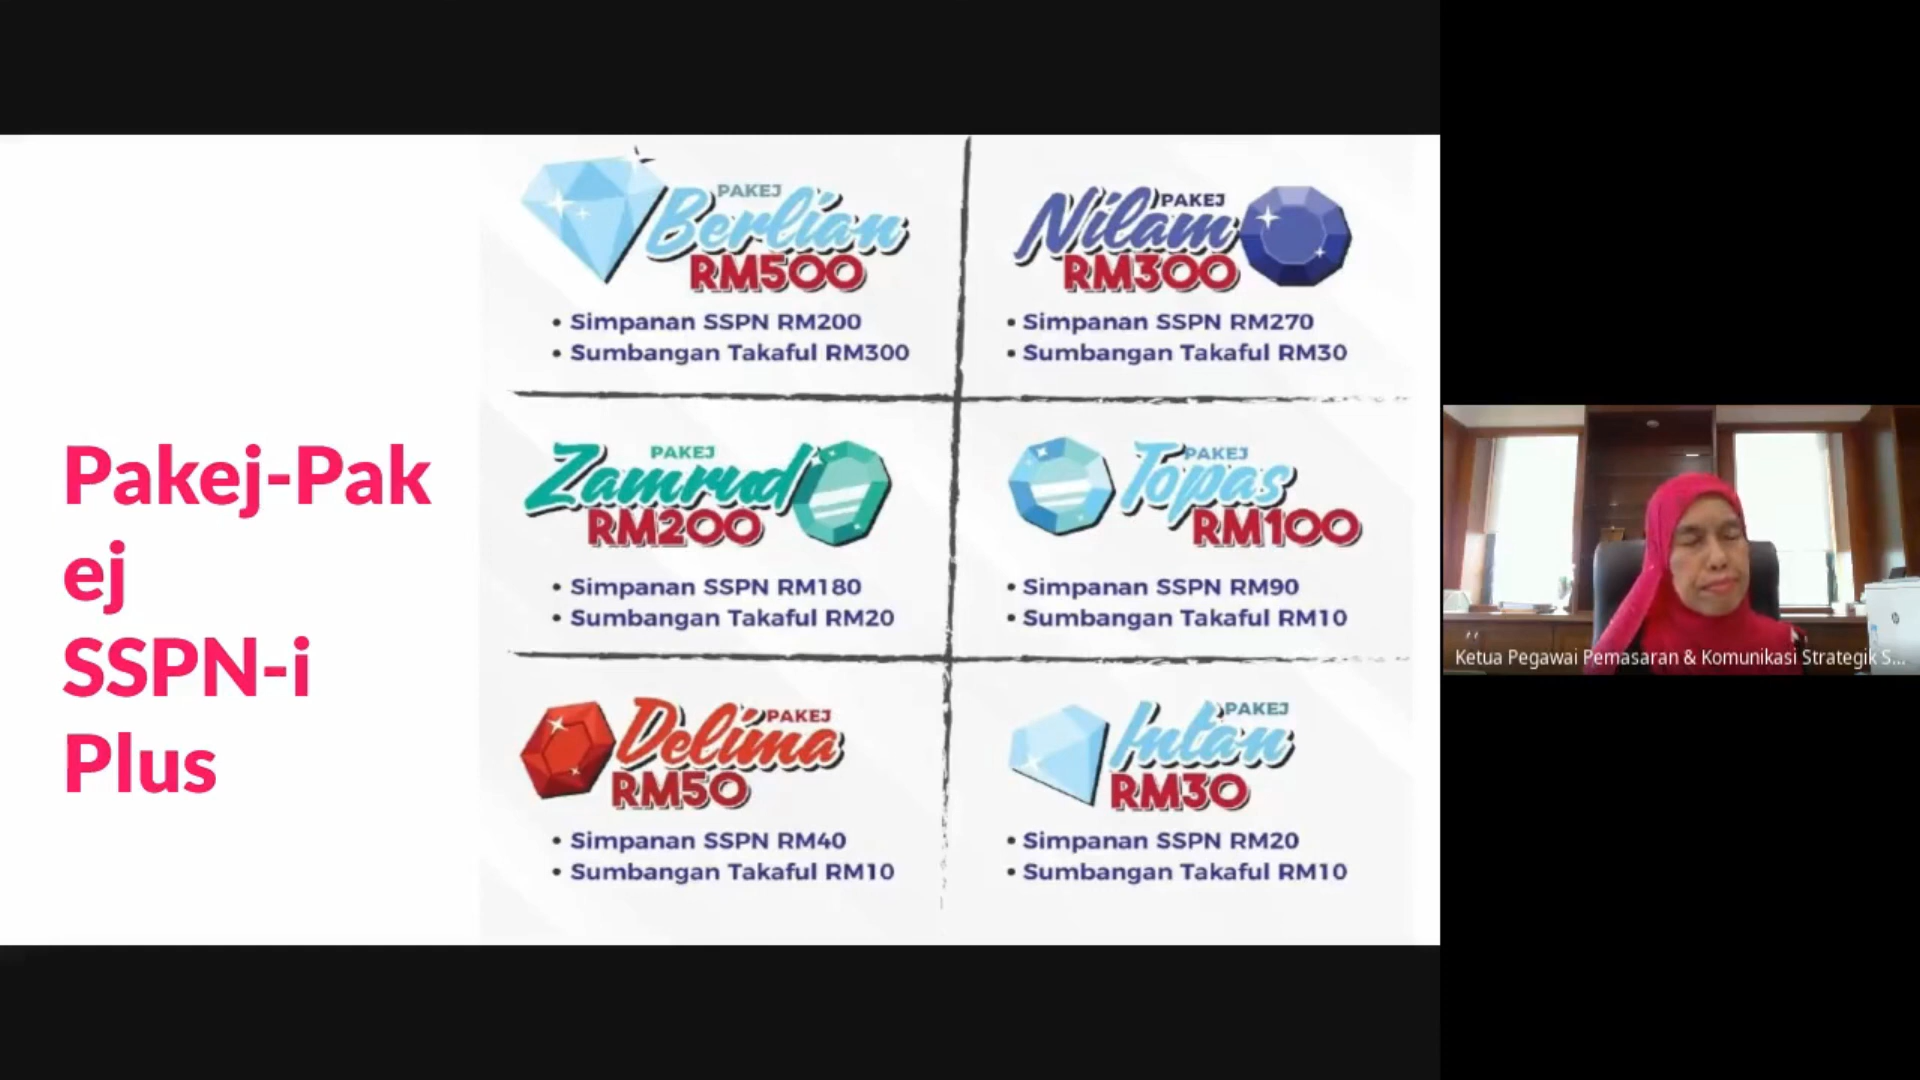 Pakej-Pak
ej
SSPN-i
Plus
PAKEJ
Berlian
RM500
• Simpanan SSPN RM200
• Sumbangan Takaful RM300
PAKEJ
Nilam
RM300
• Simpanan SSPN RM270
• Sumbangan Takaful RM30
PAKEJ
Zamrud
RM200
• Simpanan SSPN RM180
• Sumbangan Takaful RM20
PAKEJ
Topas
RM100
• Simpanan SSPN RM90
• Sumbangan Takaful RM10
PAKEJ
Delima
RM50
• Simpanan SSPN RM40
• Sumbangan Takaful RM10
PAKEJ
Intan
RM30
• Simpanan SSPN RM20
• Sumbangan Takaful RM10
Ketua Pegawai Pemasaran & Komunikasi Strategik S...